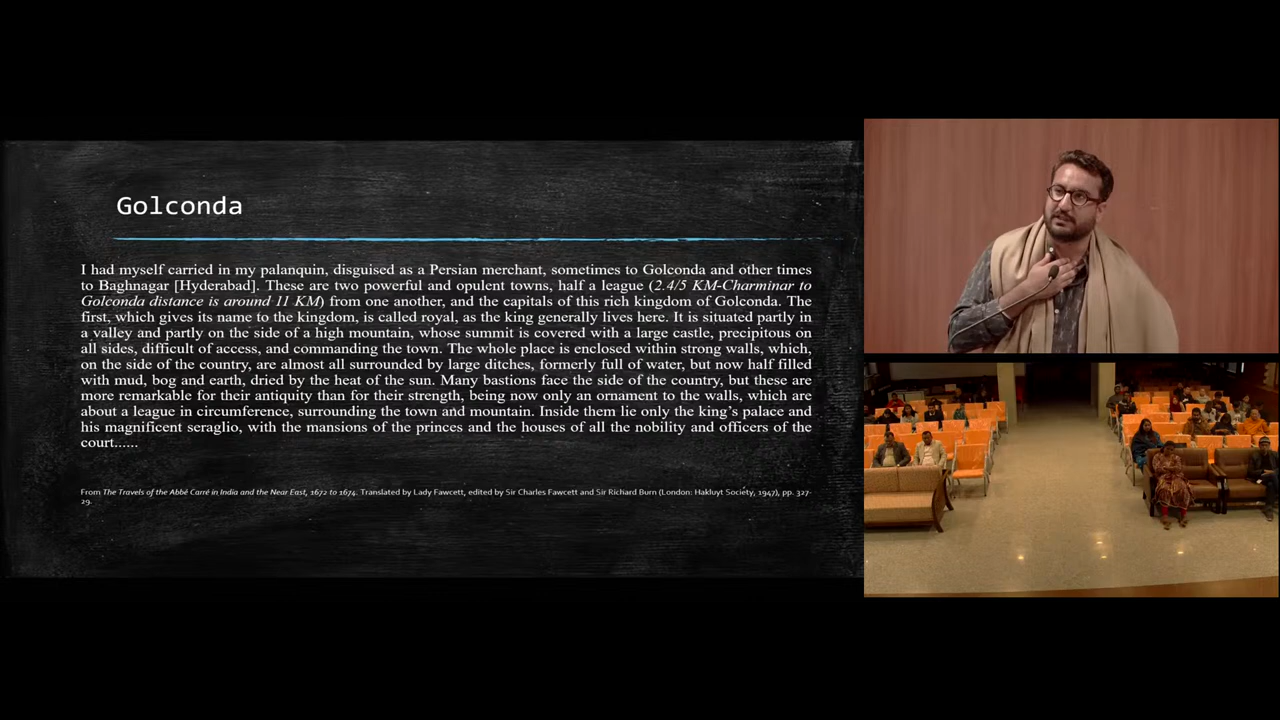 Golconda
I had myself carried in my palanquin, disguised as a Persian merchant, sometimes to Golconda and other times
to Baghnagar [Hyderabad]. These are two powerful and opulent towns, half a league (2.4/5 KM-Charminar to
Golconda distance is around 11 KM) from one another, and the capitals of this rich kingdom of Golconda. The
first, which gives its name to the kingdom, is called royal, as the king generally lives here. It is situated partly in
a valley and partly on the side of a high mountain, whose summit is covered with a large castle, precipitous on
all sides, difficult of access, and commanding the town. The whole place is enclosed within strong walls, which,
on the side of the country, are almost all surrounded by large ditches, formerly full of water, but now half filled
with mud, bog and earth, dried by the heat of the sun. Many bastions face the side of the country, but these are
more remarkable for their antiquity than for their strength, being now only an ornament to the walls, which are
about a league in circumference, surrounding the town and mountain. Inside them lie only the king's palace and
his magnificent seraglio, with the mansions of the princes and the houses of all the nobility and officers of the
court......
From The Travels of the Abbé Carré in India and the Near East, 1672 to 1674. Translated by Lady Fawcett, edited by Sir Charles Fawcett and Sir Richard Burn (London: Hakluyt Society, 1947), pp. 327-
29.